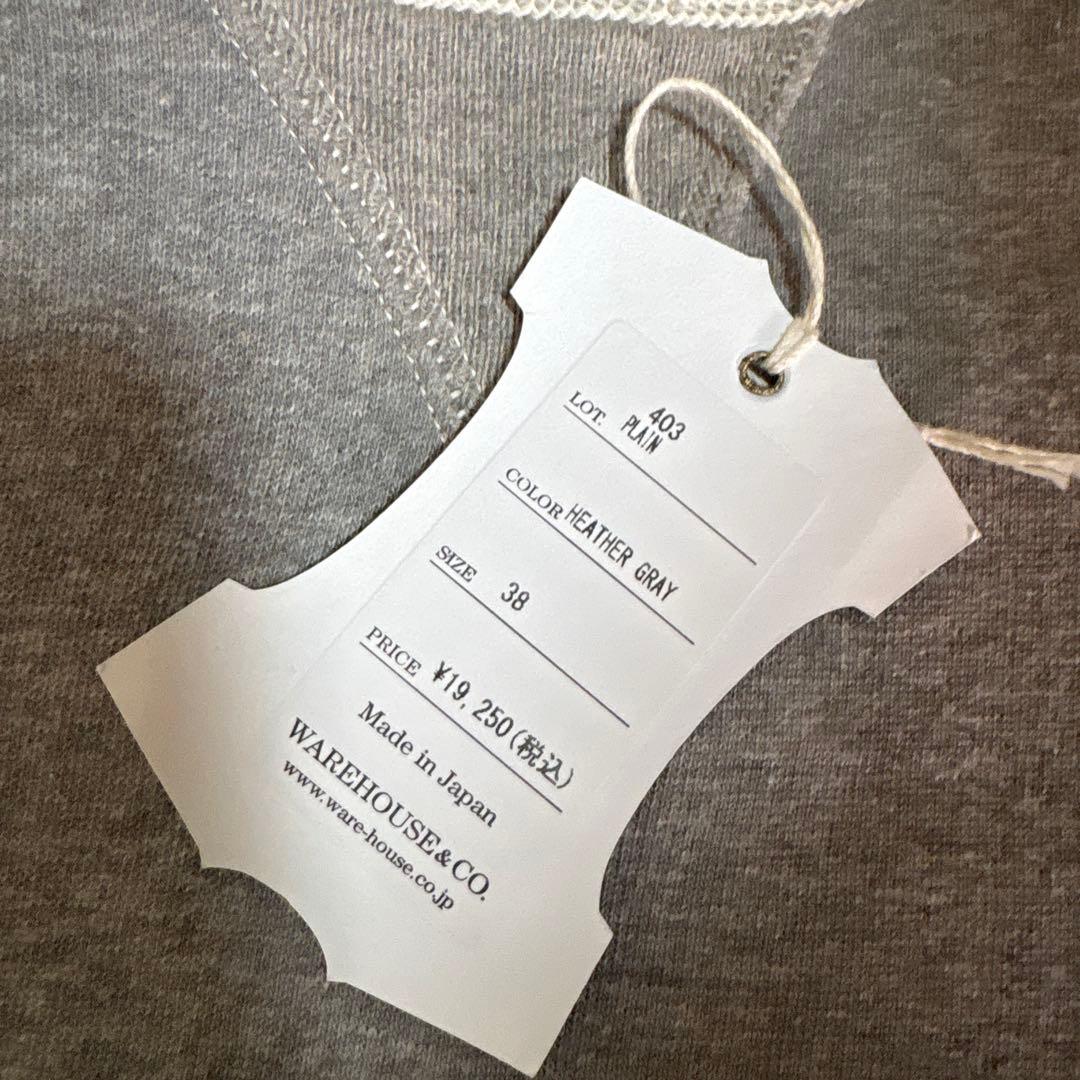 LOT. 403
PLAIN
COLOR HEATHER GRAY
SIZE 38
PRICE ¥19,250(税込)
Made in Japan
WAREHOUSE&CO.
www.ware-house.co.jp